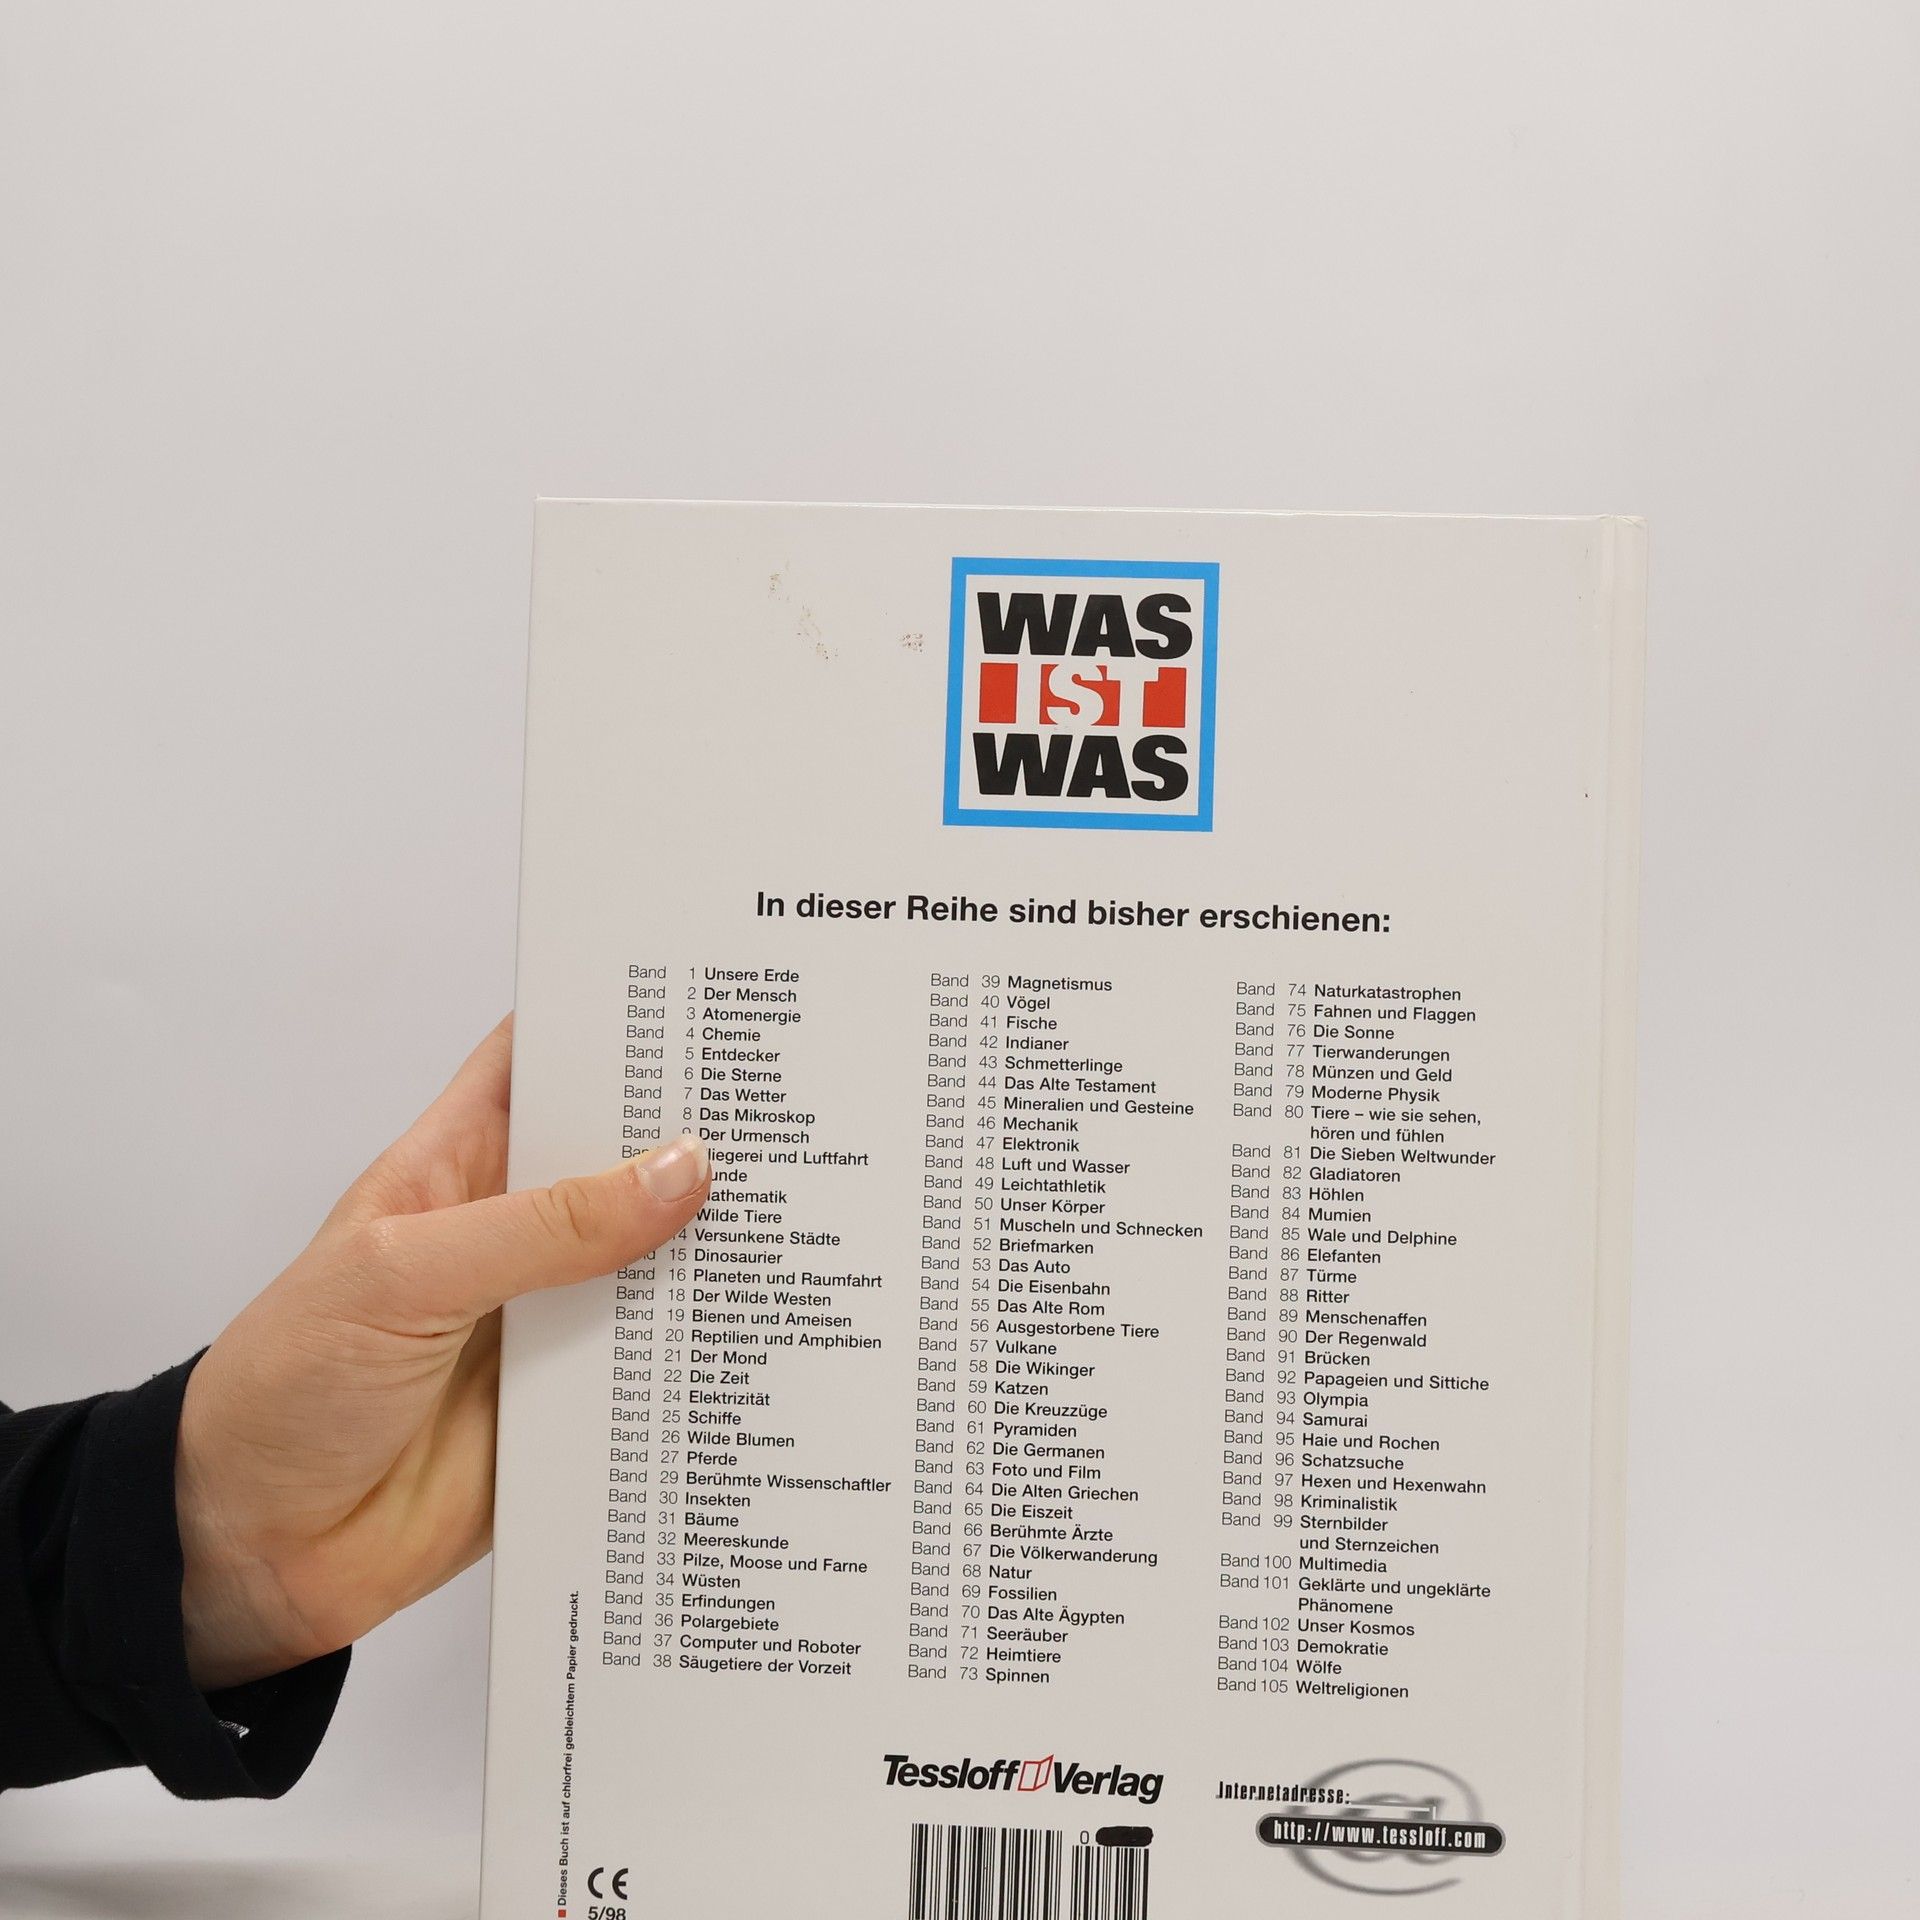 WAS
IST
WAS
In dieser Reihe sind bisher erschienen:
Band 1 Unsere Erde
Band 2 Der Mensch
Band 3 Atomenergie
Band 4 Chemie
Band 5 Entdecker
Band 6 Die Sterne
Band 7 Das Wetter
Band 8 Das Mikroskop
Band 9 Der Urmensch
liegerei und Luftfahrt
unde
athematik
Wilde Tiere
14 Versunkene Städte
15 Dinosaurier
Band 16 Planeten und Raumfahrt
Band 18 Der Wilde Westen
Band 19 Bienen und Ameisen
Band 20 Reptilien und Amphibien
Band 21 Der Mond
Band 22 Die Zeit
Band 24 Elektrizität
Band 25 Schiffe
Band 26 Wilde Blumen
Band 27 Pferde
Band 29 Berühmte Wissenschaftler
Band 30 Insekten
Band 31 Bäume
Band 32 Meereskunde
Band 33 Pilze, Moose und Farne
Band 34 Wüsten
Band 35 Erfindungen
Band 36 Polargebiete
Band 37 Computer und Roboter
Band 38 Säugetiere der Vorzeit
Band 39 Magnetismus
Band 40 Vögel
Band 41 Fische
Band 42 Indianer
Band 43 Schmetterlinge
Band 44 Das Alte Testament
Band 45 Mineralien und Gesteine
Band 46 Mechanik
Band 47 Elektronik
Band 48 Luft und Wasser
Band 49 Leichtathletik
Band 50 Unser Körper
Band 51 Muscheln und Schnecken
Band 52 Briefmarken
Band 53 Das Auto
Band 54 Die Eisenbahn
Band 55 Das Alte Rom
Band 56 Ausgestorbene Tiere
Band 57 Vulkane
Band 58 Die Wikinger
Band 59 Katzen
Band 60 Die Kreuzzüge
Band 61 Pyramiden
Band 62 Die Germanen
Band 63 Foto und Film
Band 64 Die Alten Griechen
Band 65 Die Eiszeit
Band 66 Berühmte Ärzte
Band 67 Die Völkerwanderung
Band 68 Natur
Band 69 Fossilien
Band 70 Das Alte Ägypten
Band 71 Seeräuber
Band 72 Heimtiere
Band 73 Spinnen
Band 74 Naturkatastrophen
Band 75 Fahnen und Flaggen
Band 76 Die Sonne
Band 77 Tierwanderungen
Band 78 Münzen und Geld
Band 79 Moderne Physik
Band 80 Tiere – wie sie sehen,
hören und fühlen
Band 81 Die Sieben Weltwunder
Band 82 Gladiatoren
Band 83 Höhlen
Band 84 Mumien
Band 85 Wale und Delphine
Band 86 Elefanten
Band 87 Türme
Band 88 Ritter
Band 89 Menschenaffen
Band 90 Der Regenwald
Band 91 Brücken
Band 92 Papageien und Sittiche
Band 93 Olympia
Band 94 Samurai
Band 95 Haie und Rochen
Band 96 Schatzsuche
Band 97 Hexen und Hexenwahn
Band 98 Kriminalistik
Band 99 Sternbilder
und Sternzeichen
Band 100 Multimedia
Band 101 Geklärte und ungeklärte
Phänomene
Band 102 Unser Kosmos
Band 103 Demokratie
Band 104 Wölfe
Band 105 Weltreligionen
Dieses Buch ist auf chlorfrei gebleichtem Papier gedruckt.
CE
5/98
Tessloff Verlag
0
Internetadresse:
http://www.tessloff.com